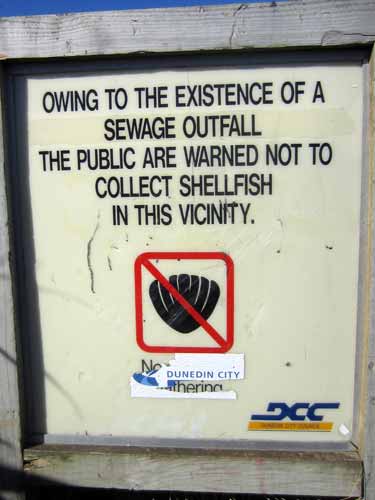 OWING TO THE EXISTENCE OF A
SEWAGE OUTFALL
THE PUBLIC ARE WARNED NOT TO
COLLECT SHELLFISH
IN THIS VICINITY.
DUNEDIN CITY
DCC
DUNEDIN CITY COUNCIL